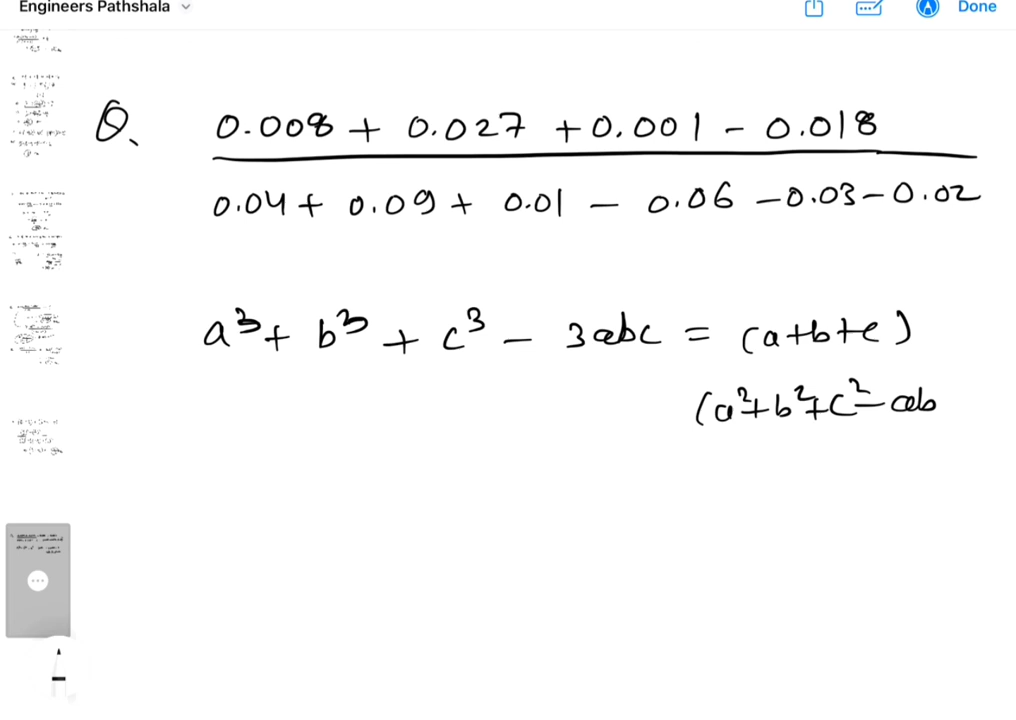 Engineers Pathshala
Done
Q. 0.008 + 0.027 + 0.001 - 0.018
0.04 + 0.09 + 0.01 - 0.06 - 0.03 - 0.02
a³ + b³ + c³ - 3abc = (a+b+c)
(a²+b²+c²-ab